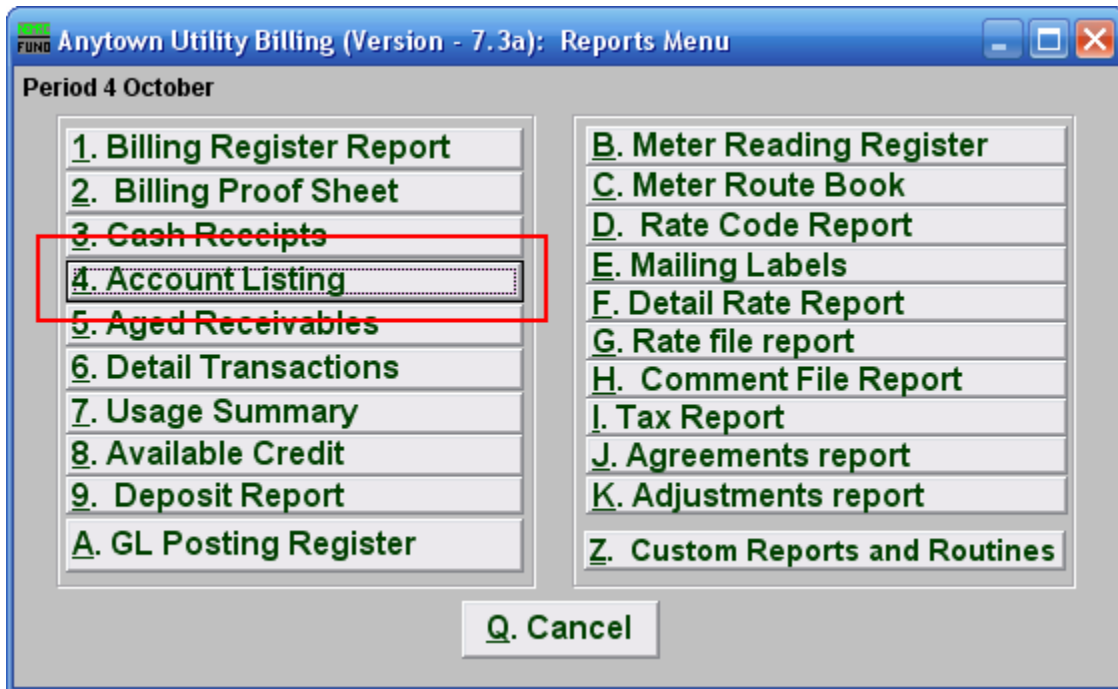 FUND Anytown Utility Billing (Version - 7.3a): Reports Menu
Period 4 October
1. Billing Register Report
2. Billing Proof Sheet
3. Cash Receipts
4. Account Listing
5. Aged Receivables
6. Detail Transactions
7. Usage Summary
8. Available Credit
9. Deposit Report
A. GL Posting Register
B. Meter Reading Register
C. Meter Route Book
D. Rate Code Report
E. Mailing Labels
F. Detail Rate Report
G. Rate file report
H. Comment File Report
I. Tax Report
J. Agreements report
K. Adjustments report
Z. Custom Reports and Routines
Q. Cancel